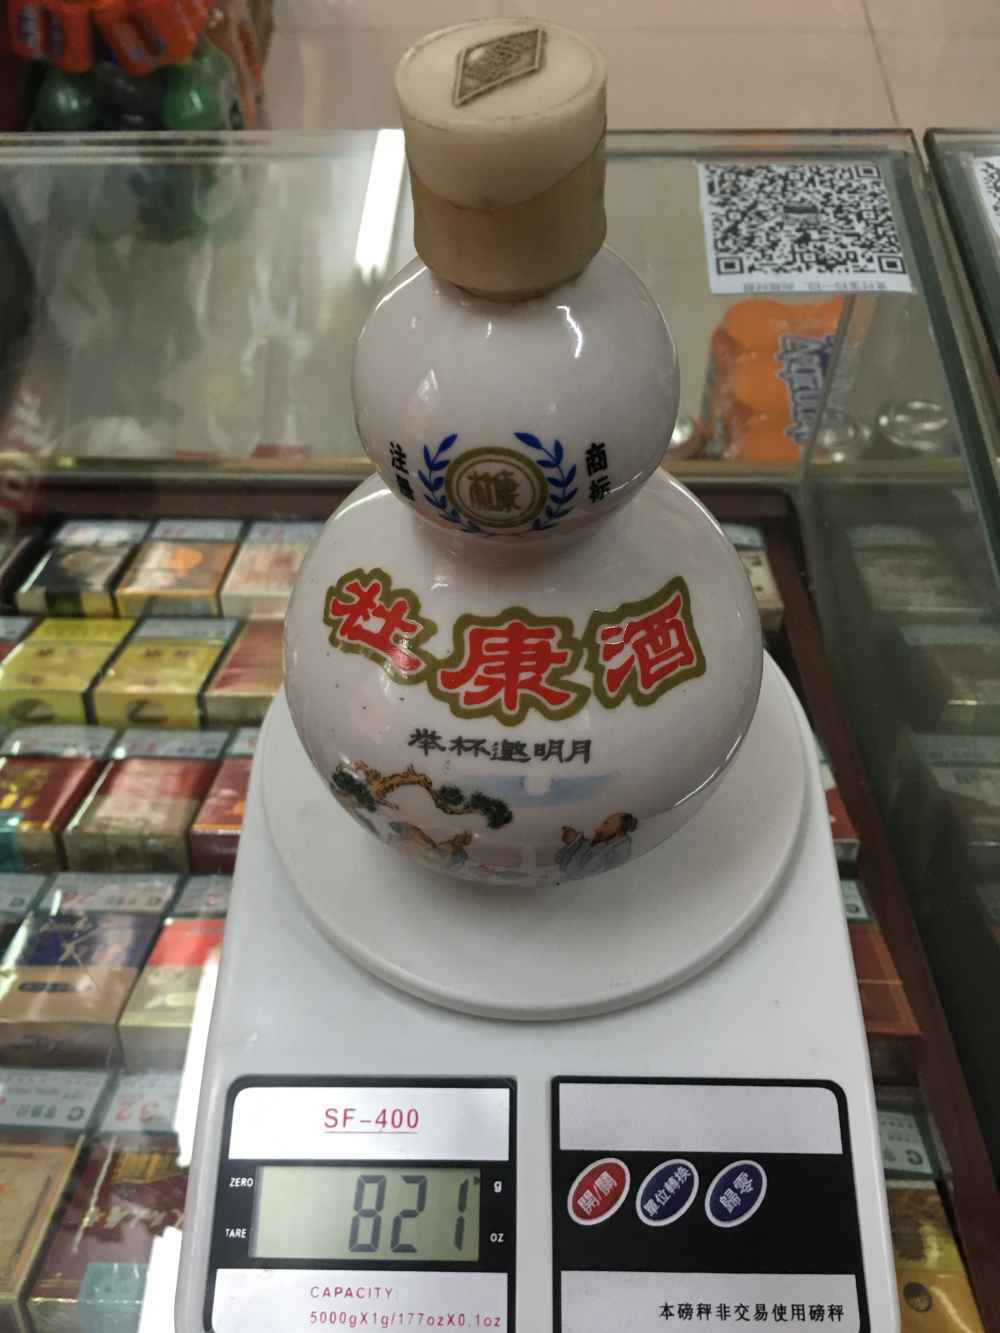 注册
商标
杜康
杜康酒
举杯邀明月
SF-400
ZERO
821
g
TARE
oz
CAPACITY:
5000gX1g/177ozX0.1oz
開/關
單位轉換
歸零
本磅秤非交易使用磅秤